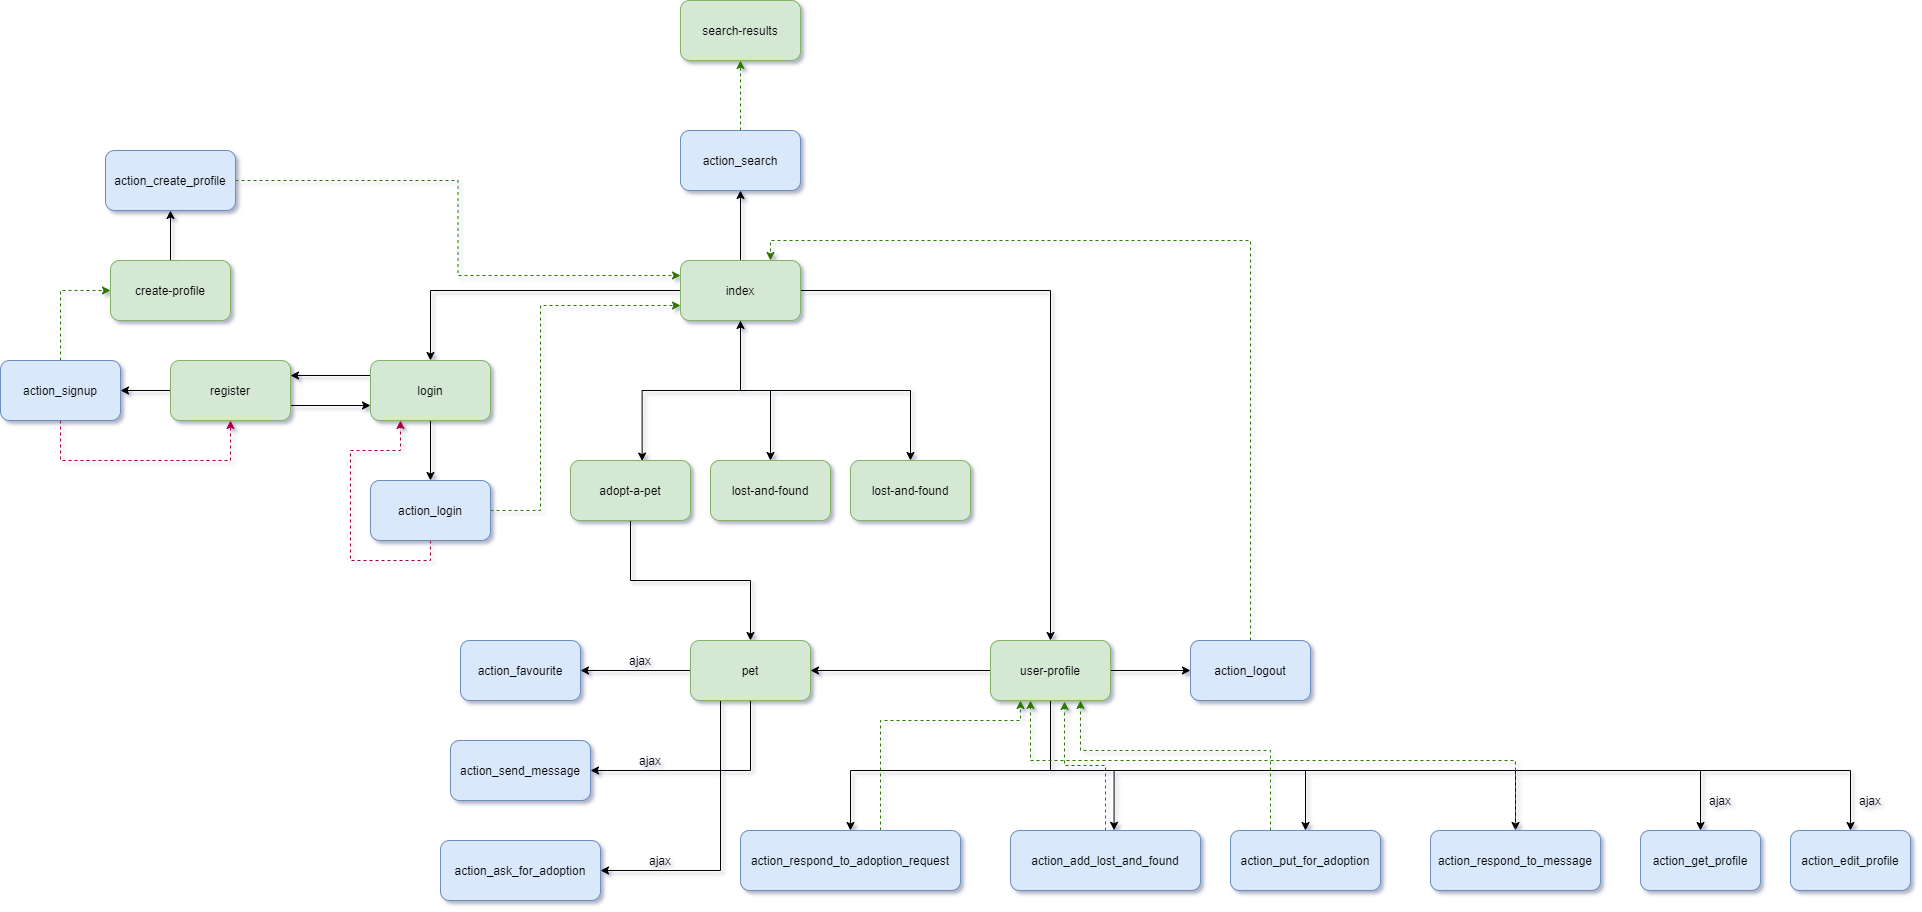 search-results
action_search
action_create_profile
create-profile
index
action_signup
register
login
action_login
adopt-a-pet
lost-and-found
lost-and-found
action_favourite
ajax
pet
user-profile
action_logout
action_send_message
ajax
ajax
ajax
action_ask_for_adoption
ajax
action_respond_to_adoption_request
action_add_lost_and_found
action_put_for_adoption
action_respond_to_message
action_get_profile
action_edit_profile